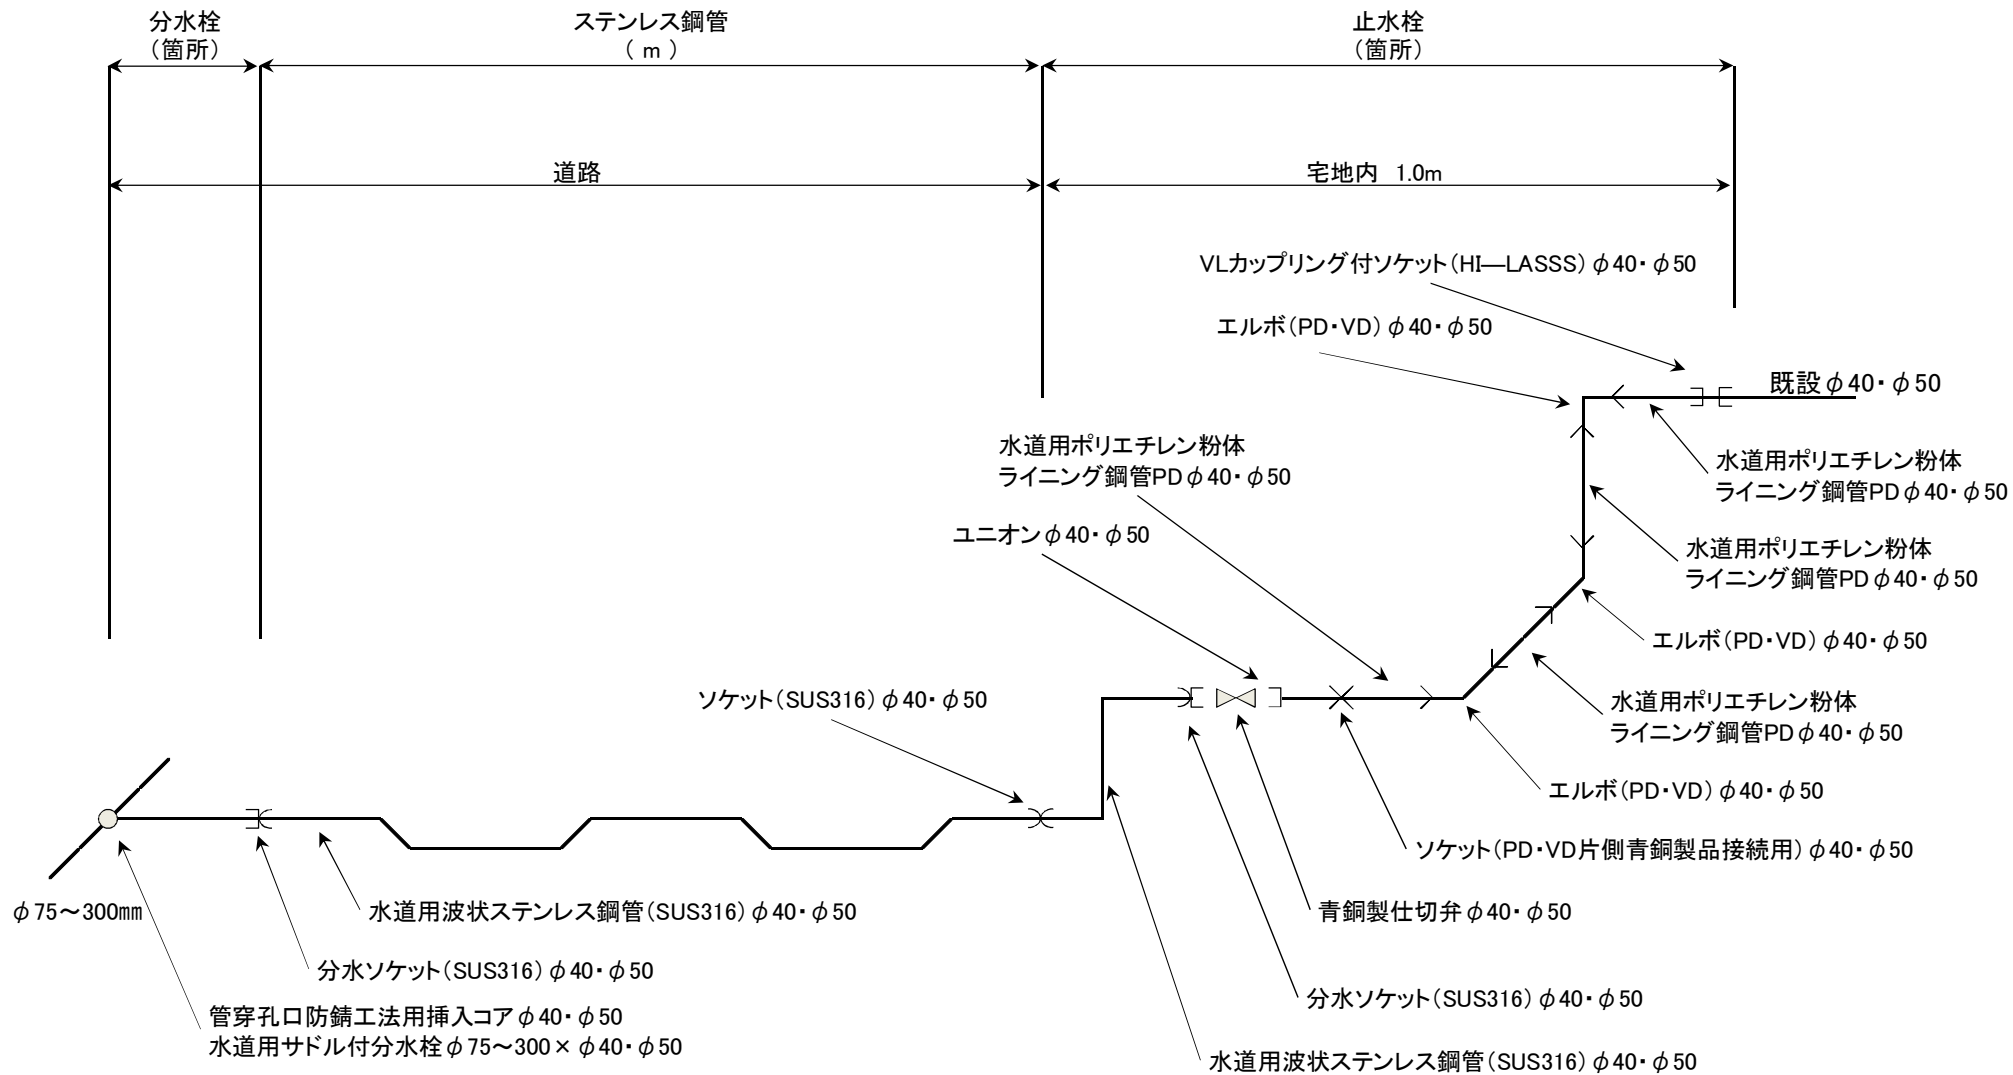 分水栓
（箇所）
ステンレス鋼管
（ m ）
止水栓
（箇所）
道路
宅地内 1.0m
VLカップリング付ソケット（HI―LASSS）φ40・φ50
エルボ（PD・VD）φ40・φ50
既設φ40・φ50
水道用ポリエチレン粉体
ライニング鋼管PDφ40・φ50
水道用ポリエチレン粉体
ライニング鋼管PDφ40・φ50
ユニオンφ40・φ50
水道用ポリエチレン粉体
ライニング鋼管PDφ40・φ50
エルボ（PD・VD）φ40・φ50
ソケット（SUS316）φ40・φ50
水道用ポリエチレン粉体
ライニング鋼管PDφ40・φ50
エルボ（PD・VD）φ40・φ50
ソケット（PD・VD片側青銅製品接続用）φ40・φ50
φ75～300㎜
水道用波状ステンレス鋼管（SUS316）φ40・φ50
青銅製仕切弁φ40・φ50
分水ソケット（SUS316）φ40・φ50
分水ソケット（SUS316）φ40・φ50
管穿孔口防錆工法用挿入コアφ40・φ50
水道用サドル付分水栓φ75～300×φ40・φ50
水道用波状ステンレス鋼管（SUS316）φ40・φ50